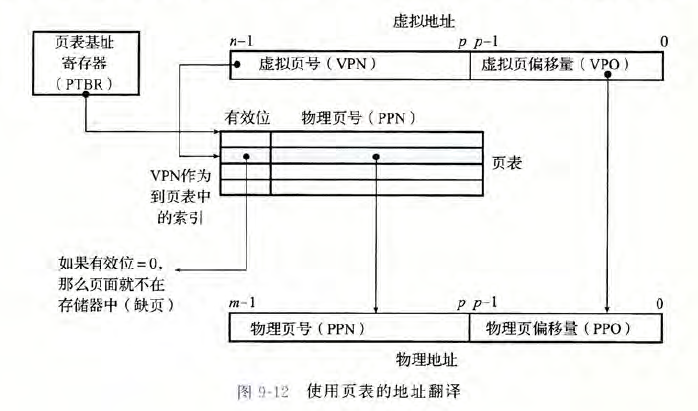 虚拟地址
页表基址
寄存器
（PTBR）
n-1 p p-1 0
虚拟页号（VPN） 虚拟页偏移量（VPO）
有效位 物理页号（PPN）
页表
VPN作为
到页表中
的索引
如果有效位=0，
那么页面就不在
存储器中（缺页）
m-1 p p-1 0
物理页号（PPN） 物理页偏移量（PPO）
物理地址
图 9-12 使用页表的地址翻译